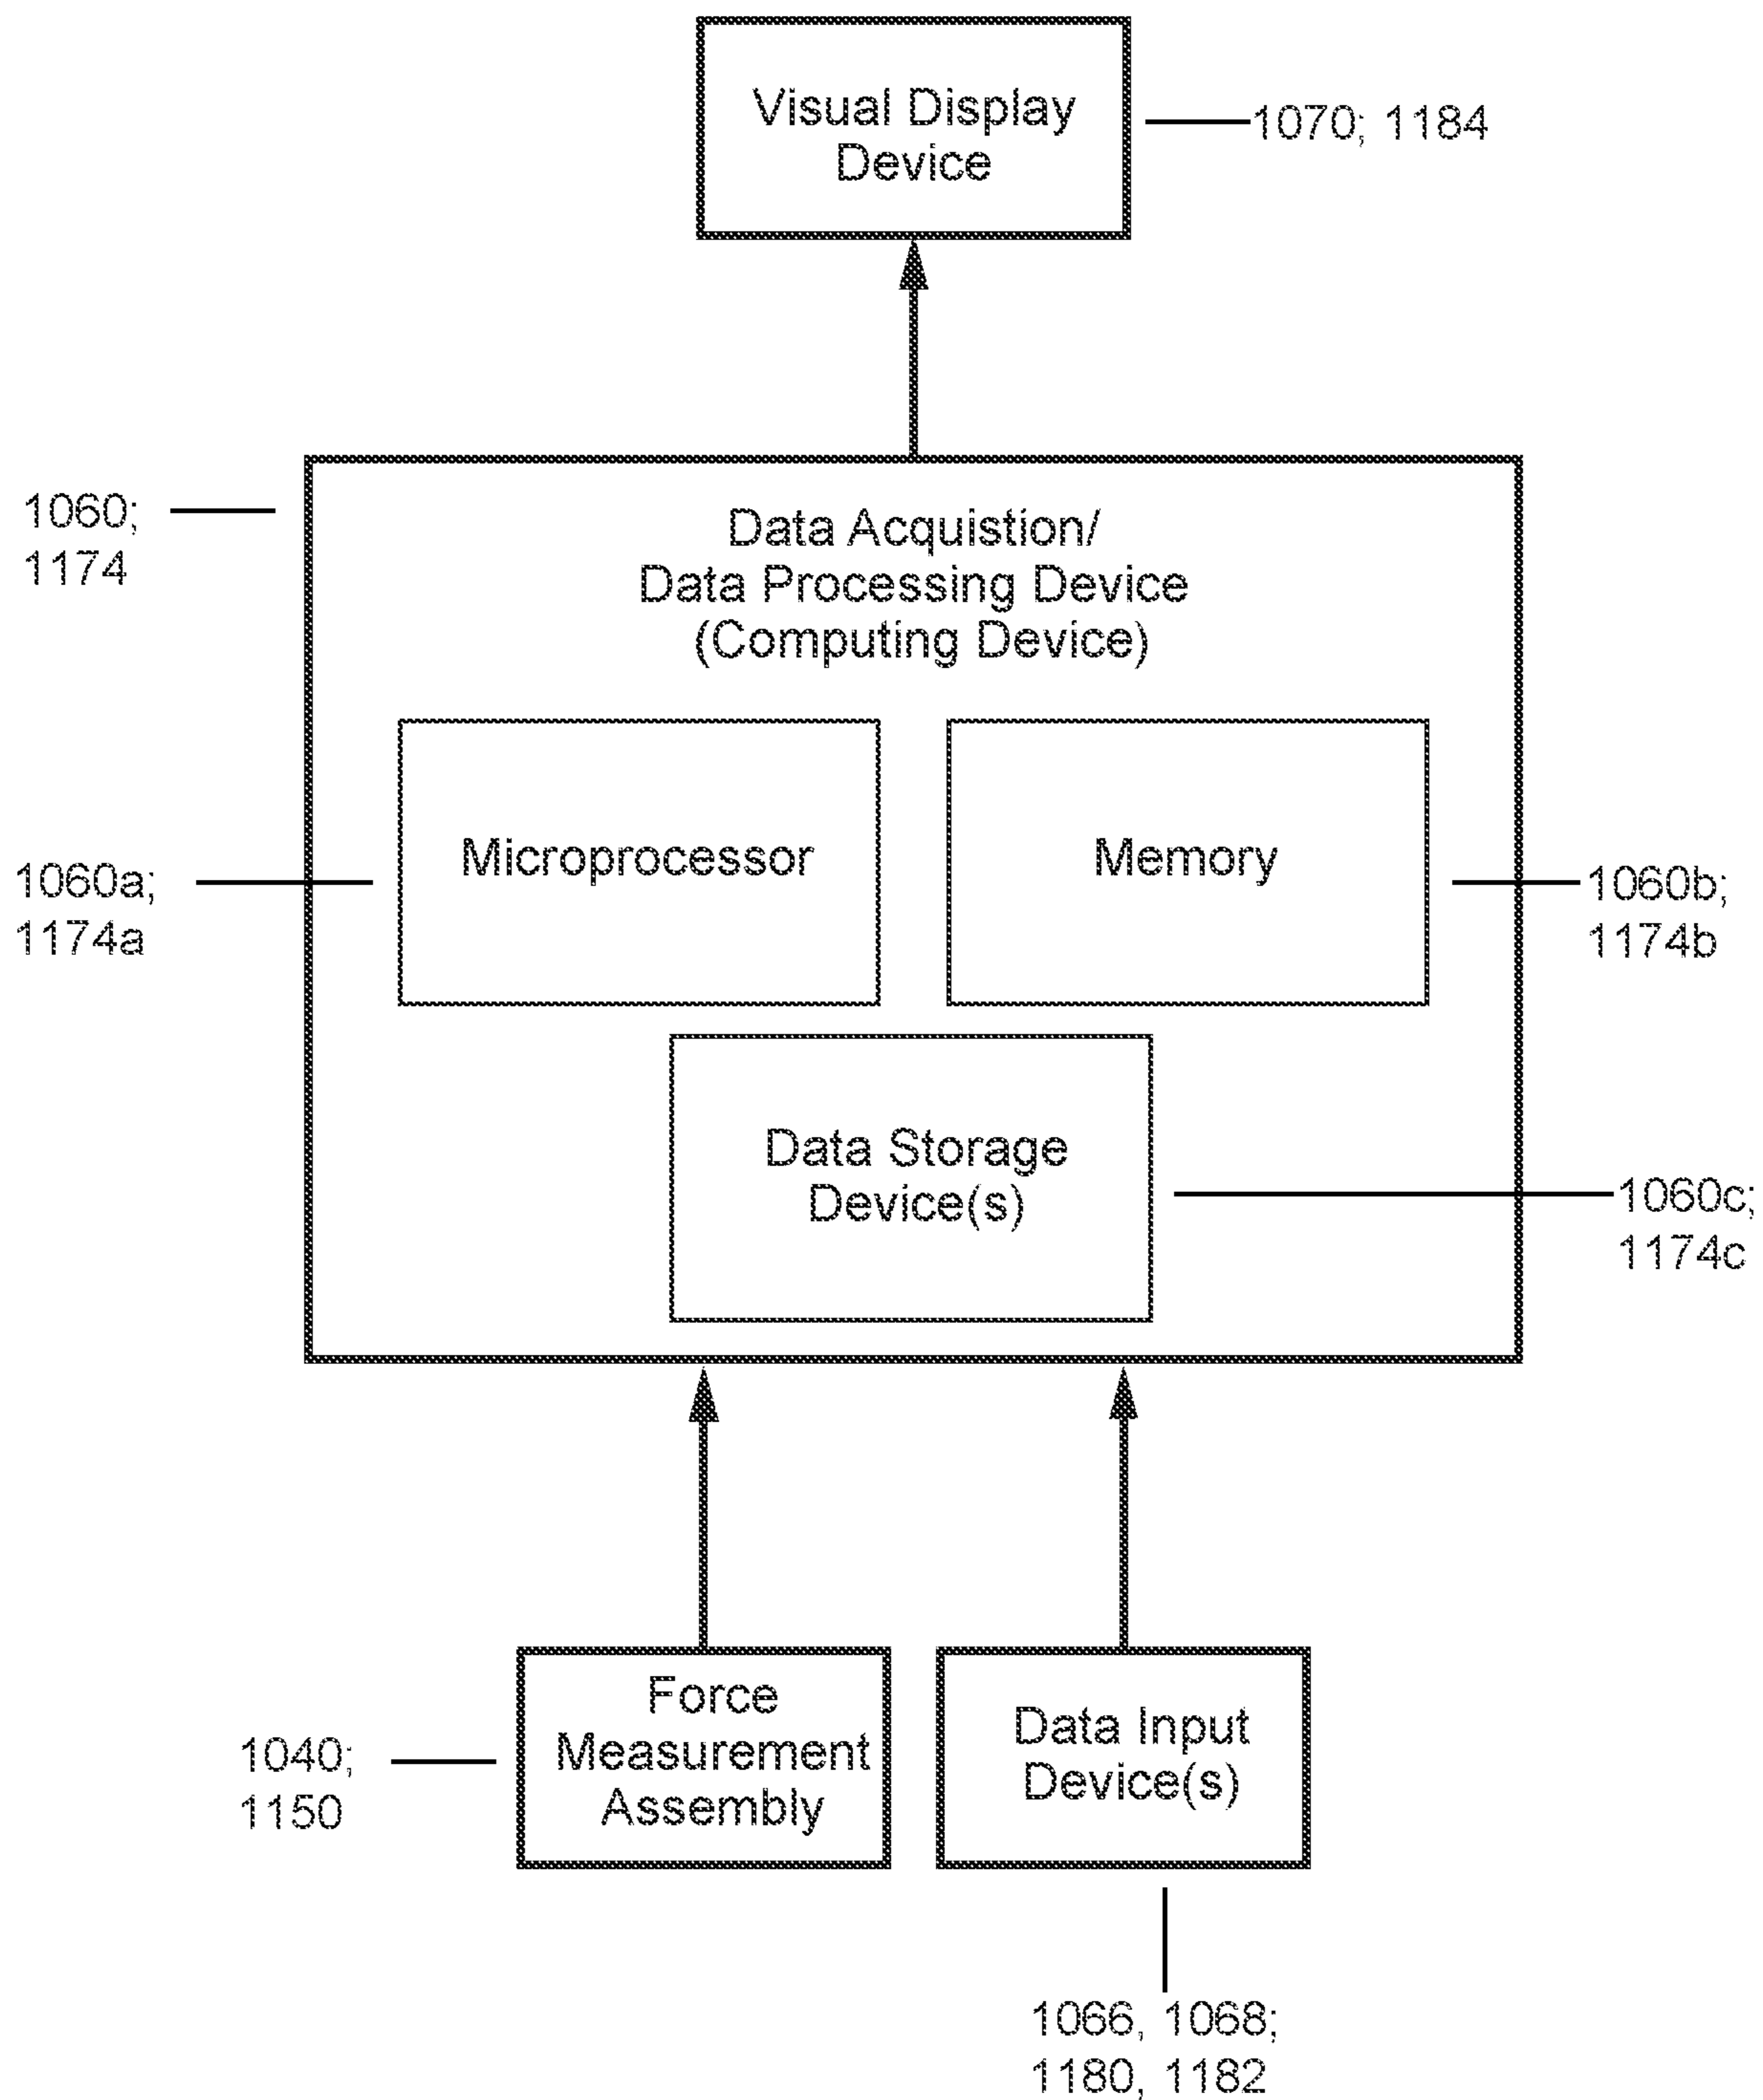 Visual Display
Device
1070; 1184
1060;
1174
Data Acquistion/
Data Processing Device
(Computing Device)
Microprocessor
Memory
1060a;
1174a
1060b;
1174b
Data Storage
Device(s)
1060c;
1174c
Force
Measurement
Assembly
1040;
1150
Data Input
Device(s)
1066, 1068;
1180, 1182